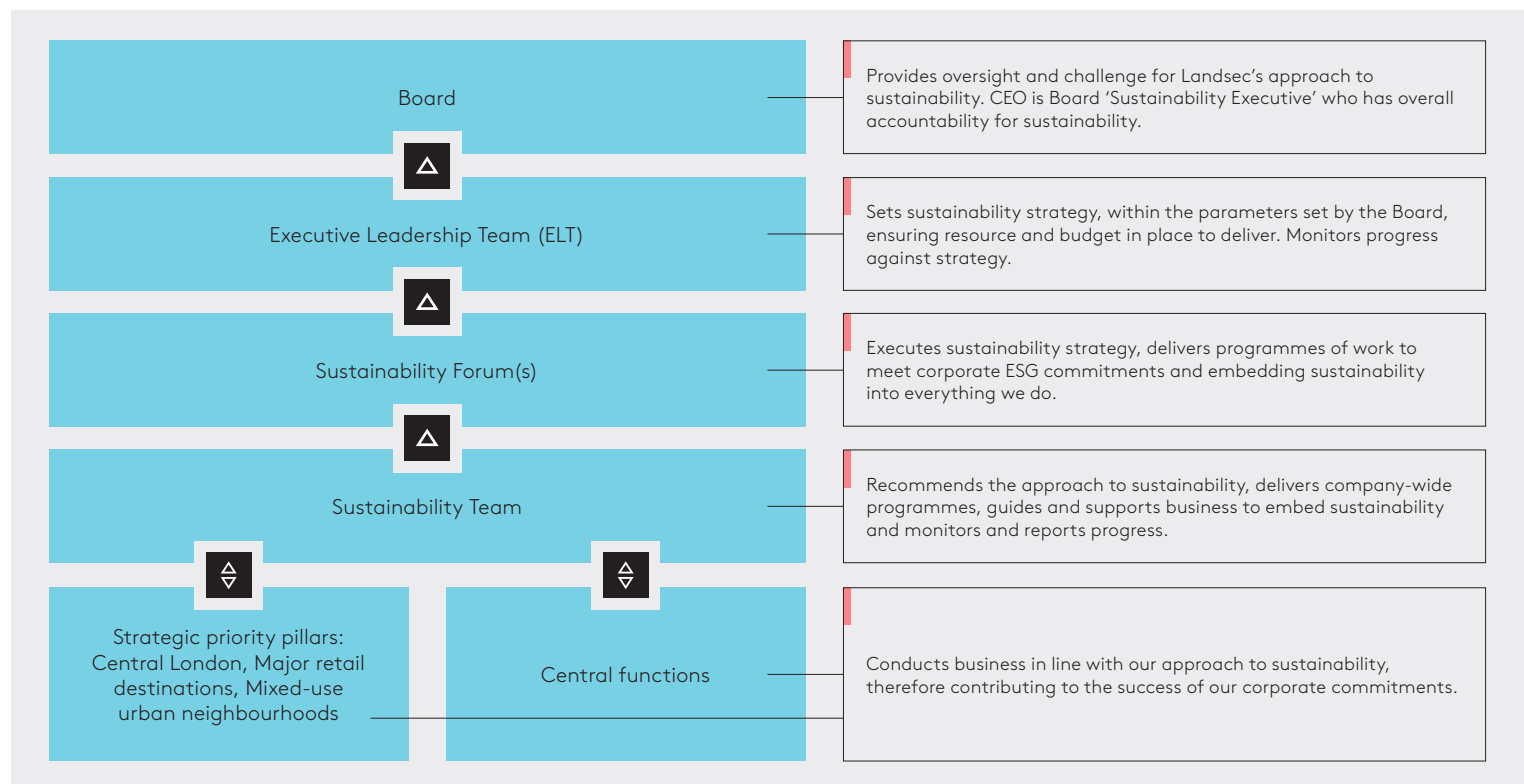 Board
Provides oversight and challenge for Landsec’s approach to
sustainability. CEO is Board ‘Sustainability Executive’ who has overall
accountability for sustainability.
Executive Leadership Team (ELT)
Sets sustainability strategy, within the parameters set by the Board,
ensuring resource and budget in place to deliver. Monitors progress
against strategy.
Sustainability Forum(s)
Executes sustainability strategy, delivers programmes of work to
meet corporate ESG commitments and embedding sustainability
into everything we do.
Sustainability Team
Recommends the approach to sustainability, delivers company-wide
programmes, guides and supports business to embed sustainability
and monitors and reports progress.
Strategic priority pillars:
Central London, Major retail
destinations, Mixed-use
urban neighbourhoods
Central functions
Conducts business in line with our approach to sustainability,
therefore contributing to the success of our corporate commitments.